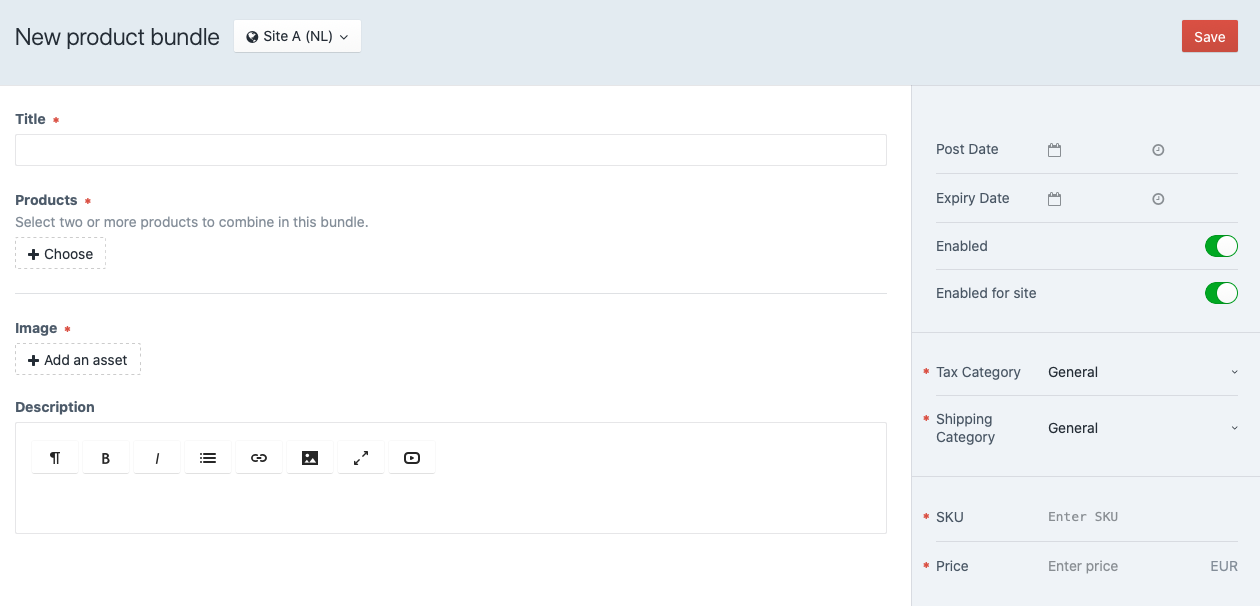 New product bundle
Site A (NL)
Save
Title *
Products *
Select two or more products to combine in this bundle.
+ Choose
Image *
+ Add an asset
Description
¶ B I
Post Date
Expiry Date
Enabled
Enabled for site
* Tax Category General
* Shipping
Category
General
* SKU Enter SKU
* Price Enter price EUR